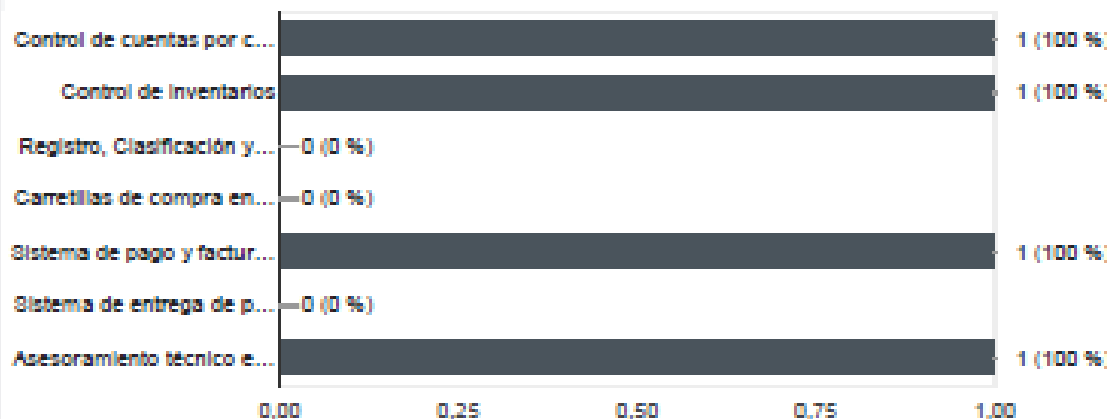 Control de cuentas por c... 1 (100 %)
Control de inventarios 1 (100 %)
Registro, Clasificación y... 0 (0 %)
Carretillas de compra en... 0 (0 %)
Sistema de pago y factur... 1 (100 %)
Sistema de entrega de p... 0 (0 %)
Asesoramiento técnico e... 1 (100 %)
0,00 0,25 0,50 0,75 1,00